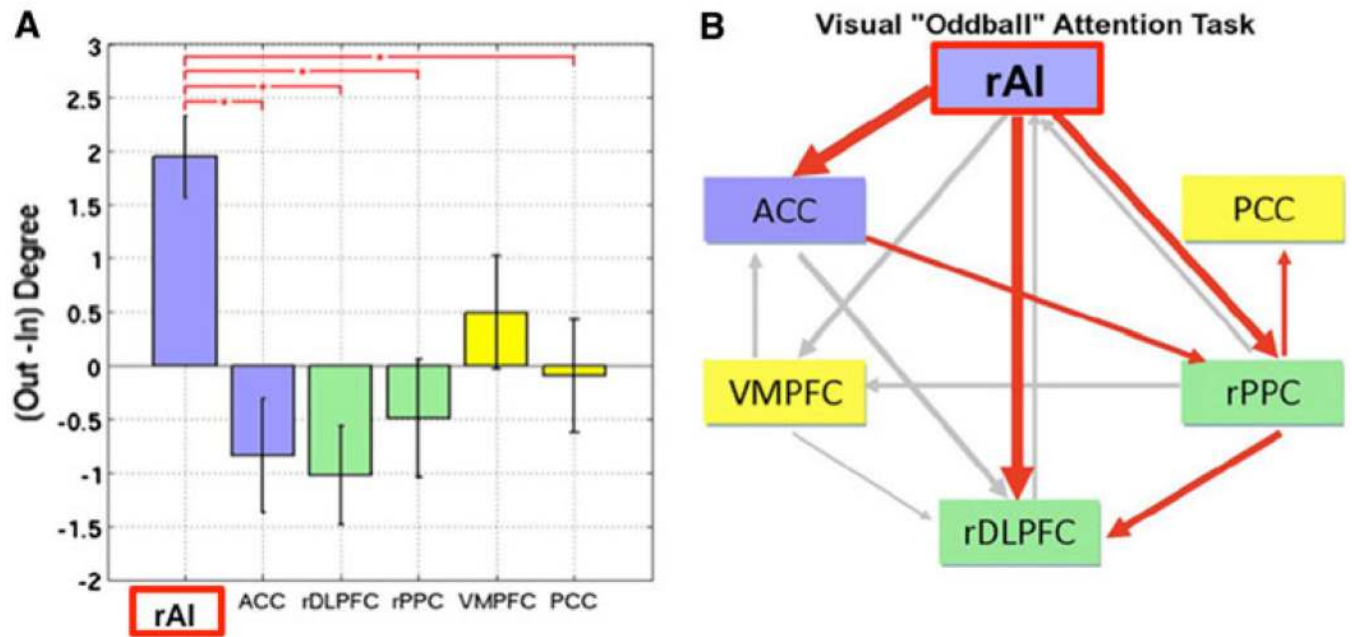 A
3
2.5
2
1.5
1
0.5
0
-0.5
-1
-1.5
-2
(Out -In) Degree
rAI ACC rDLPFC rPPC VMPFC PCC
B Visual "Oddball" Attention Task
rAI
ACC PCC
VMPFC rPPC
rDLPFC